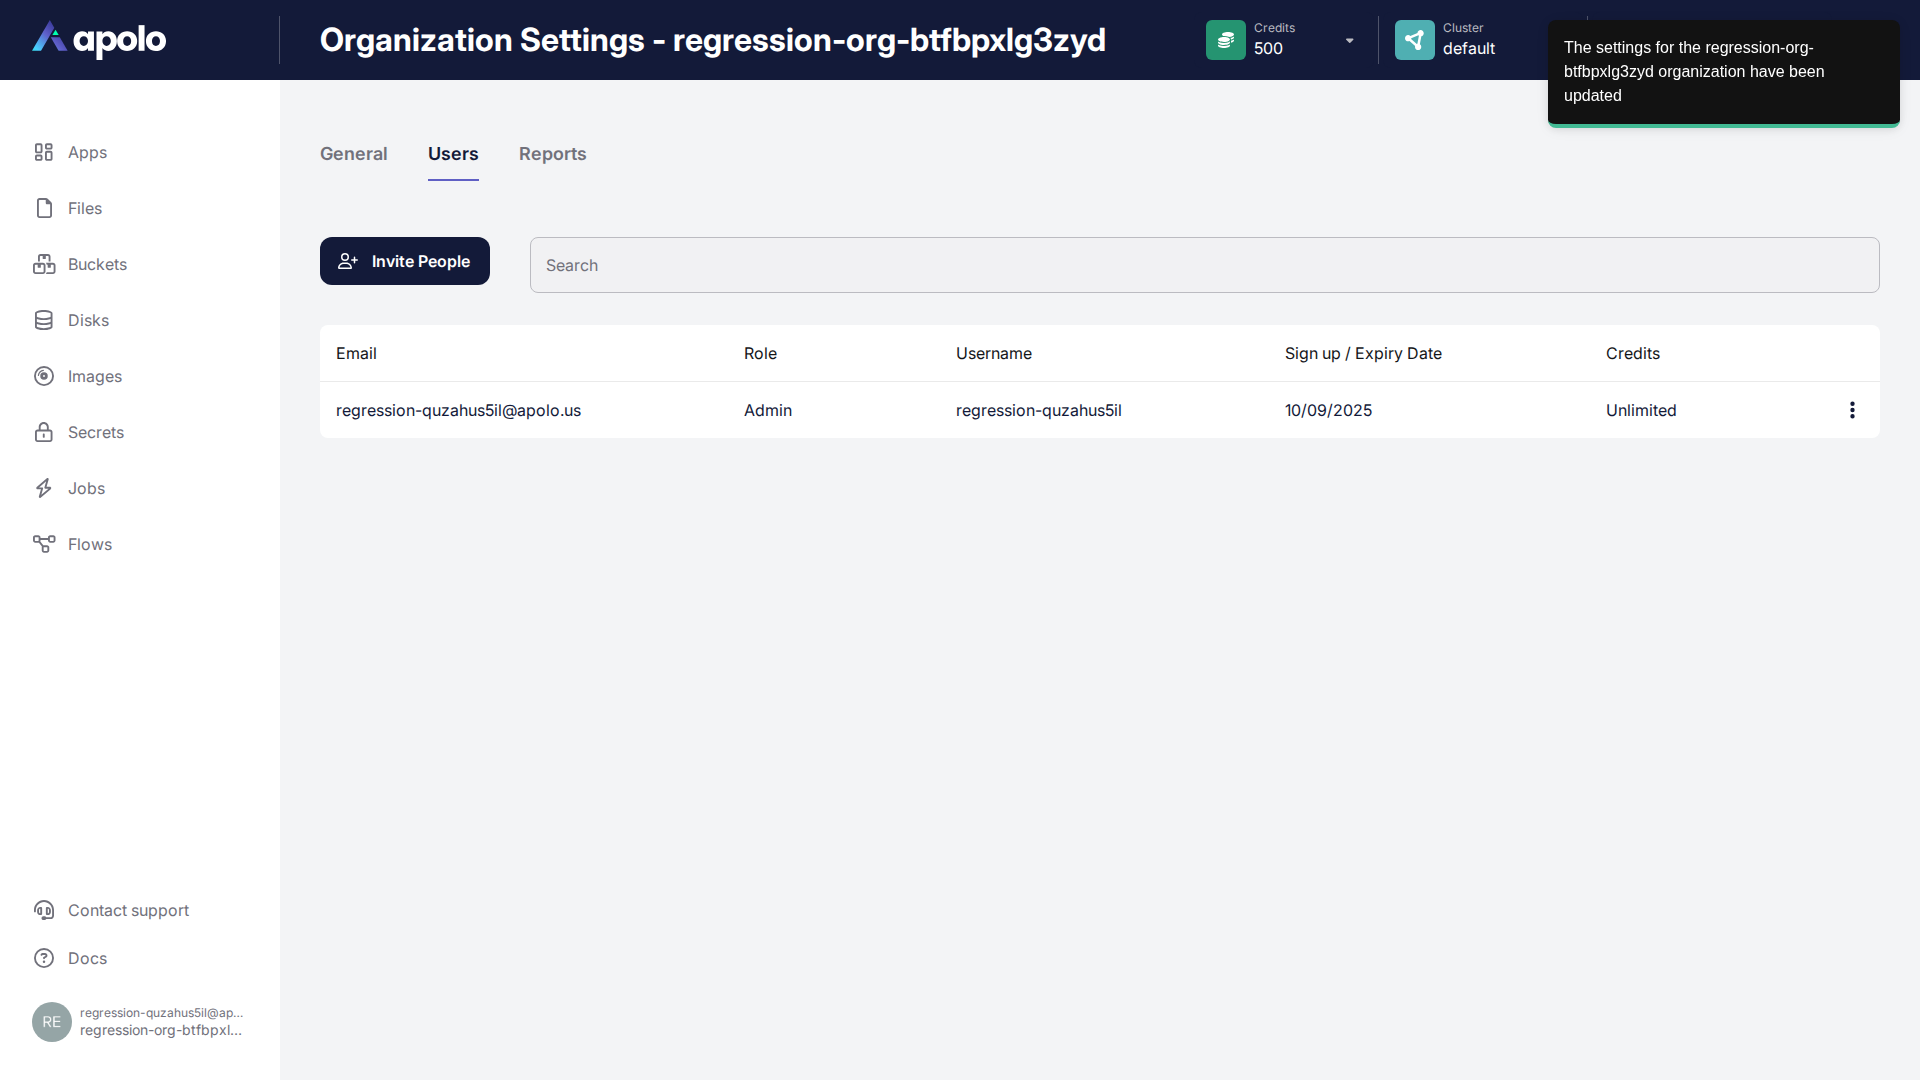 apolo
Organization Settings - regression-org-btfbpxlg3zyd
Credits
500
Cluster
default
The settings for the regression-org-
btfbpxlg3zyd organization have been
updated
Apps
Files
Buckets
Disks
Images
Secrets
Jobs
Flows
General
Users
Reports
Invite People
Search
Email
Role
Username
Sign up / Expiry Date
Credits
regression-quzahus5il@apolo.us
Admin
regression-quzahus5il
10/09/2025
Unlimited
Contact support
Docs
RE
regression-quzahus5il@ap...
regression-org-btfbpxl...